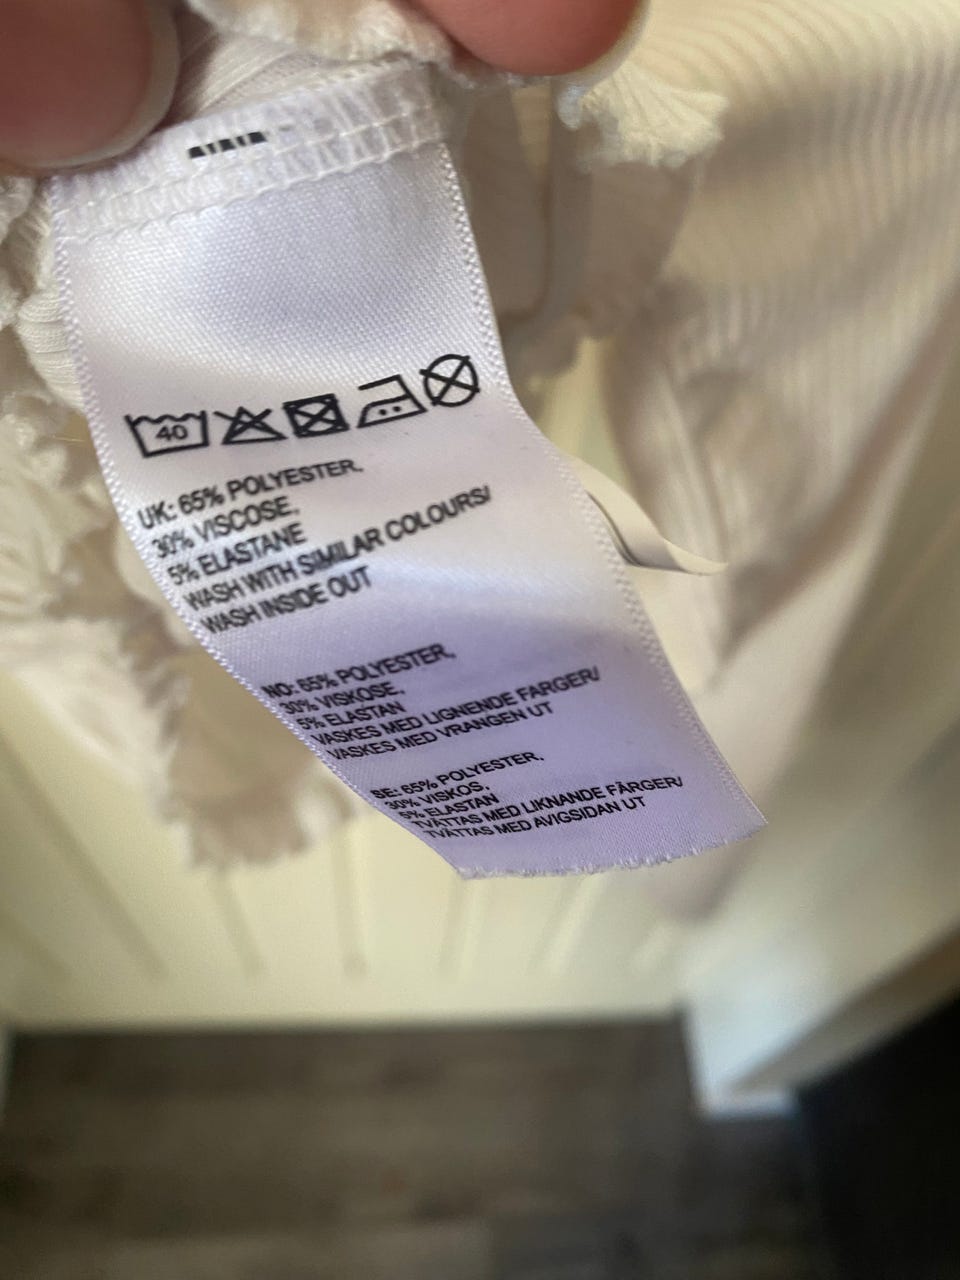 40
UK: 65% POLYESTER,
30% VISCOSE,
5% ELASTANE
WASH WITH SIMILAR COLOURS/
WASH INSIDE OUT
NO: 65% POLYESTER,
30% VISKOSE,
5% ELASTAN
VASKES MED LIGNENDE FARGER/
VASKES MED VRANGEN UT
SE: 65% POLYESTER,
30% VISKOS,
5% ELASTAN
TVÄTTAS MED LIKNANDE FÄRGER/
TVÄTTAS MED AVIGSIDAN UT